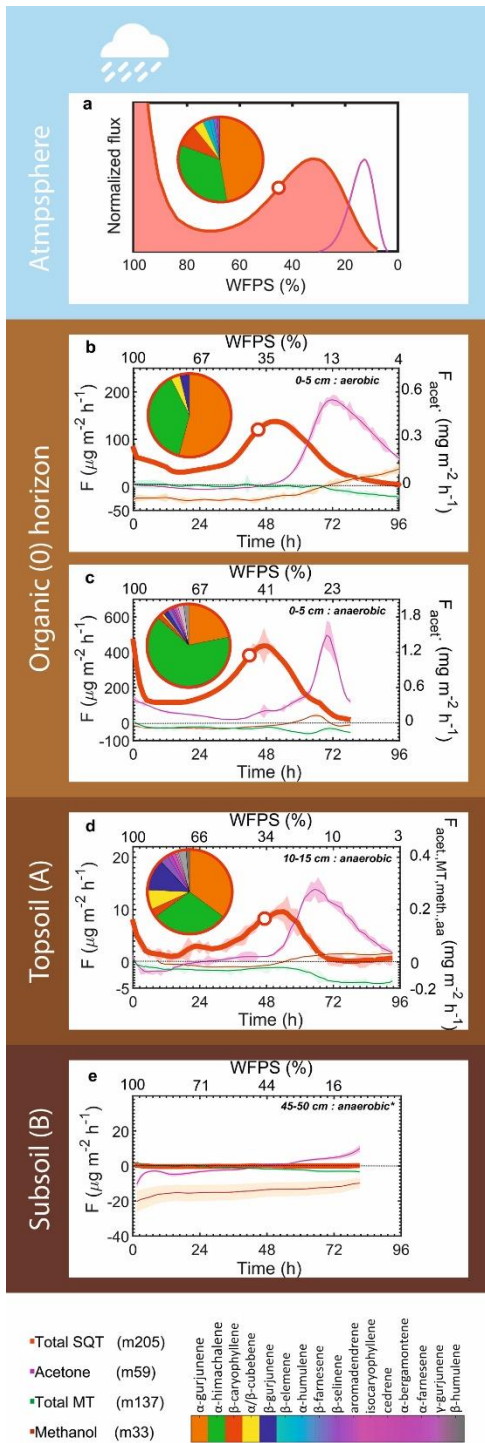 Atmpsphere
a
Normalized flux
100 80 60 40 20 0
WFPS (%)
Organic (0) horizon
b
WFPS (%)
100 67 35 13 4
0-5 cm : aerobic
F (μg m-2 h-1)
200
100
0
-50
Facet. (mg m-2 h-1)
0.6
0.3
0
0 24 48 72 96
Time (h)
c
WFPS (%)
100 67 41 23
0-5 cm : anaerobic
F (μg m-2 h-1)
600
400
200
0
-100
Facet. (mg m-2 h-1)
1.8
1.2
0.6
0
0 24 48 72 96
Time (h)
Topsoil (A)
d
WFPS (%)
100 66 34 10 3
10-15 cm : anaerobic
F (μg m-2 h-1)
20
10
0
-5
Facet.,MT,meth.,aa (mg m-2 h-1)
0.4
0.2
0
-0.2
0 24 48 72 96
Time (h)
Subsoil (B)
e
WFPS (%)
100 71 44 16
45-50 cm : anaerobic*
F (μg m-2 h-1)
20
0
-20
-40
0 24 48 72 96
Time (h)
Total SQT (m205)
Acetone (m59)
Total MT (m137)
Methanol (m33)
α-gurjunene
α-himachalene
β-caryophyllene
α/β-cubebene
β-gurjunene
β-elemene
α-humulene
β-farnesene
β-selinene
aromadendrene
isocaryophyllene
cedrene
α-bergamontene
α-farnesene
γ-gurjunene
β-humulene